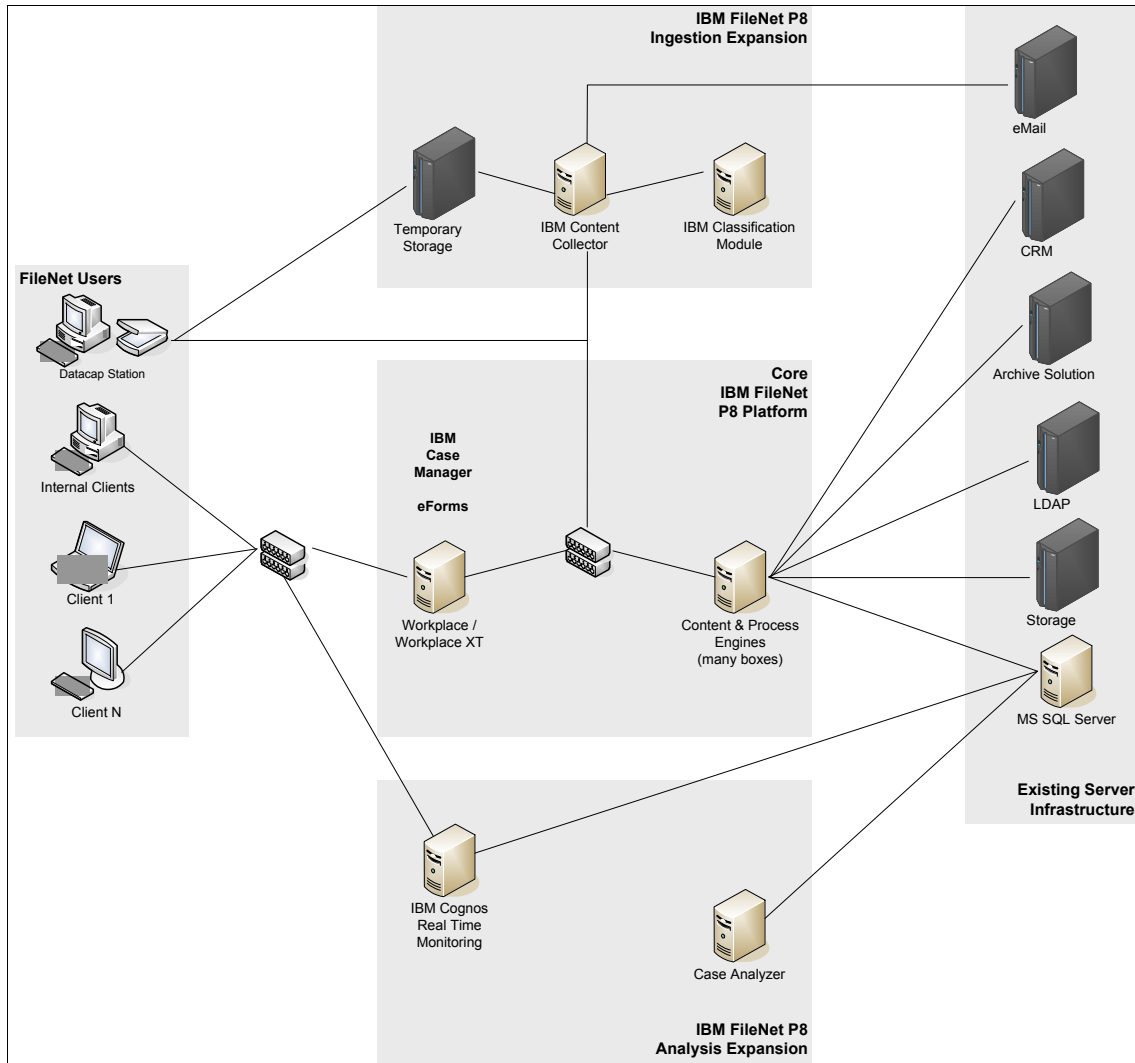 IBM FileNet P8
Ingestion Expansion
eMail
Temporary
Storage
IBM Content
Collector
IBM Classification
Module
CRM
FileNet Users
Datacap Station
Archive Solution
Core
IBM FileNet
P8 Platform
IBM
Case
Manager
eForms
Internal Clients
LDAP
Client 1
Workplace /
Workplace XT
Content & Process
Engines
(many boxes)
Storage
Client N
MS SQL Server
Existing Server
Infrastructure
IBM Cognos
Real Time
Monitoring
Case Analyzer
IBM FileNet P8
Analysis Expansion